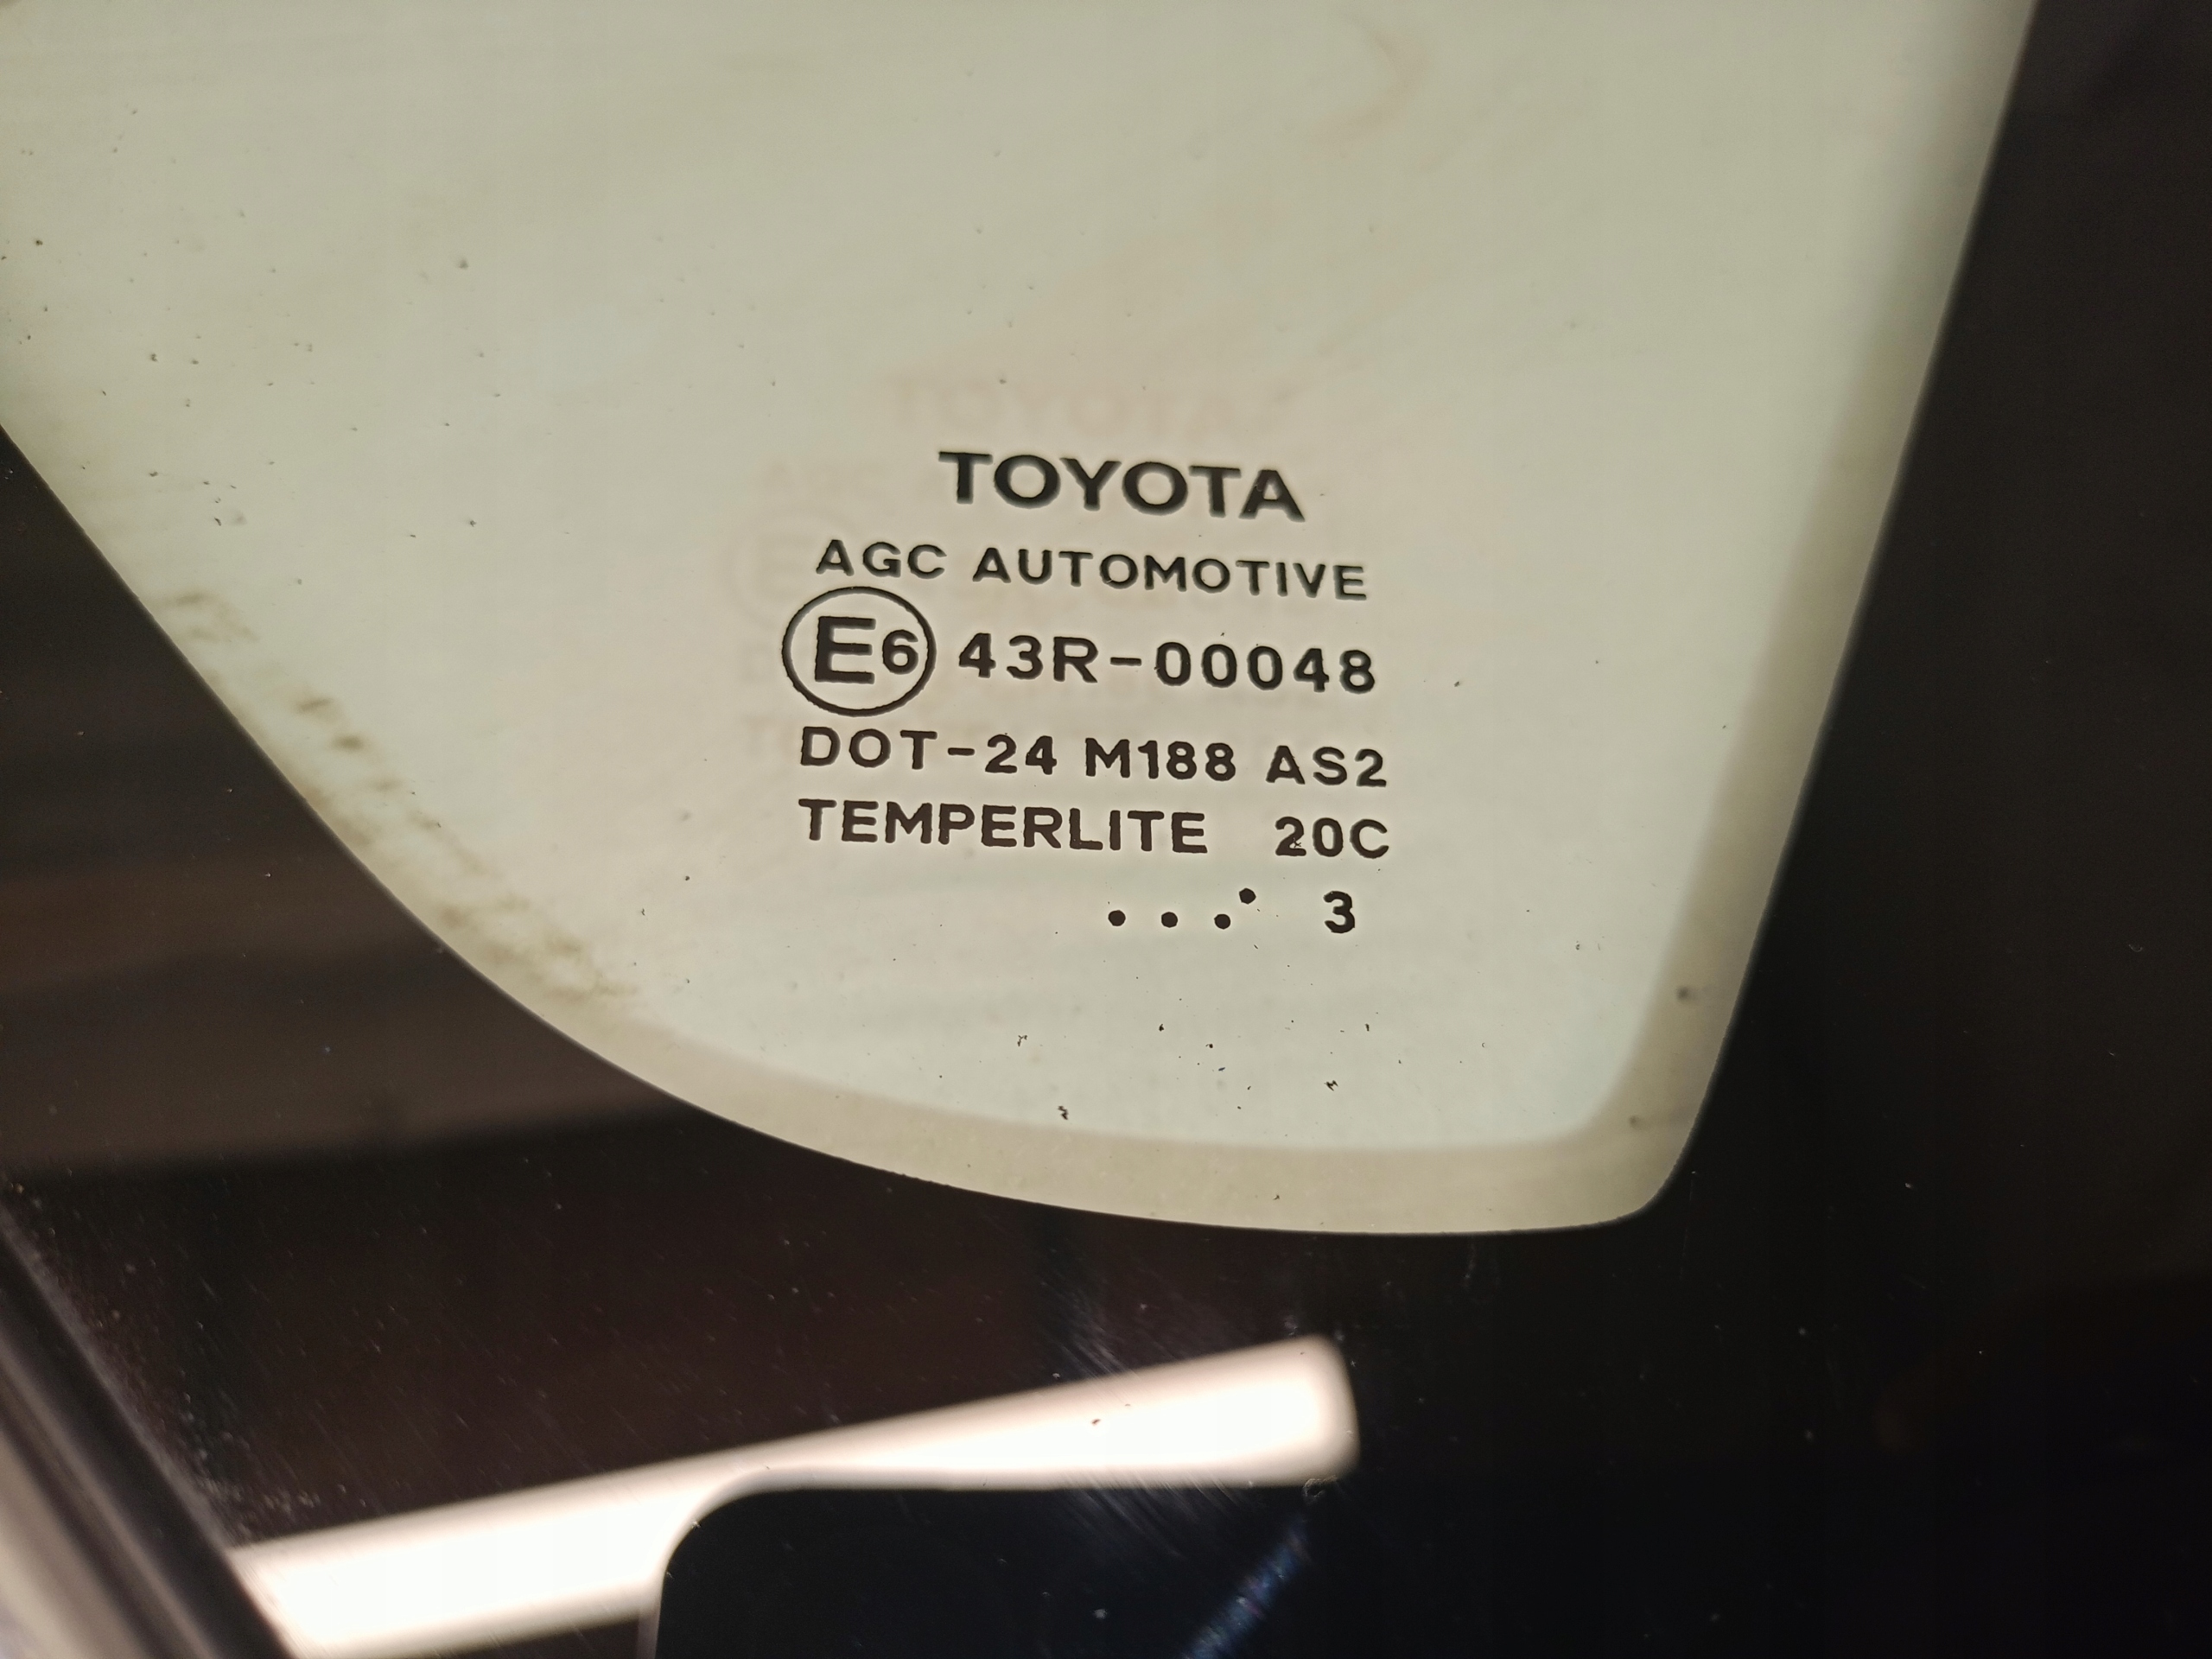 TOYOTA
AGC AUTOMOTIVE
E6 43R-00048
DOT-24 M188 AS2
TEMPERLITE 20C
...· 3